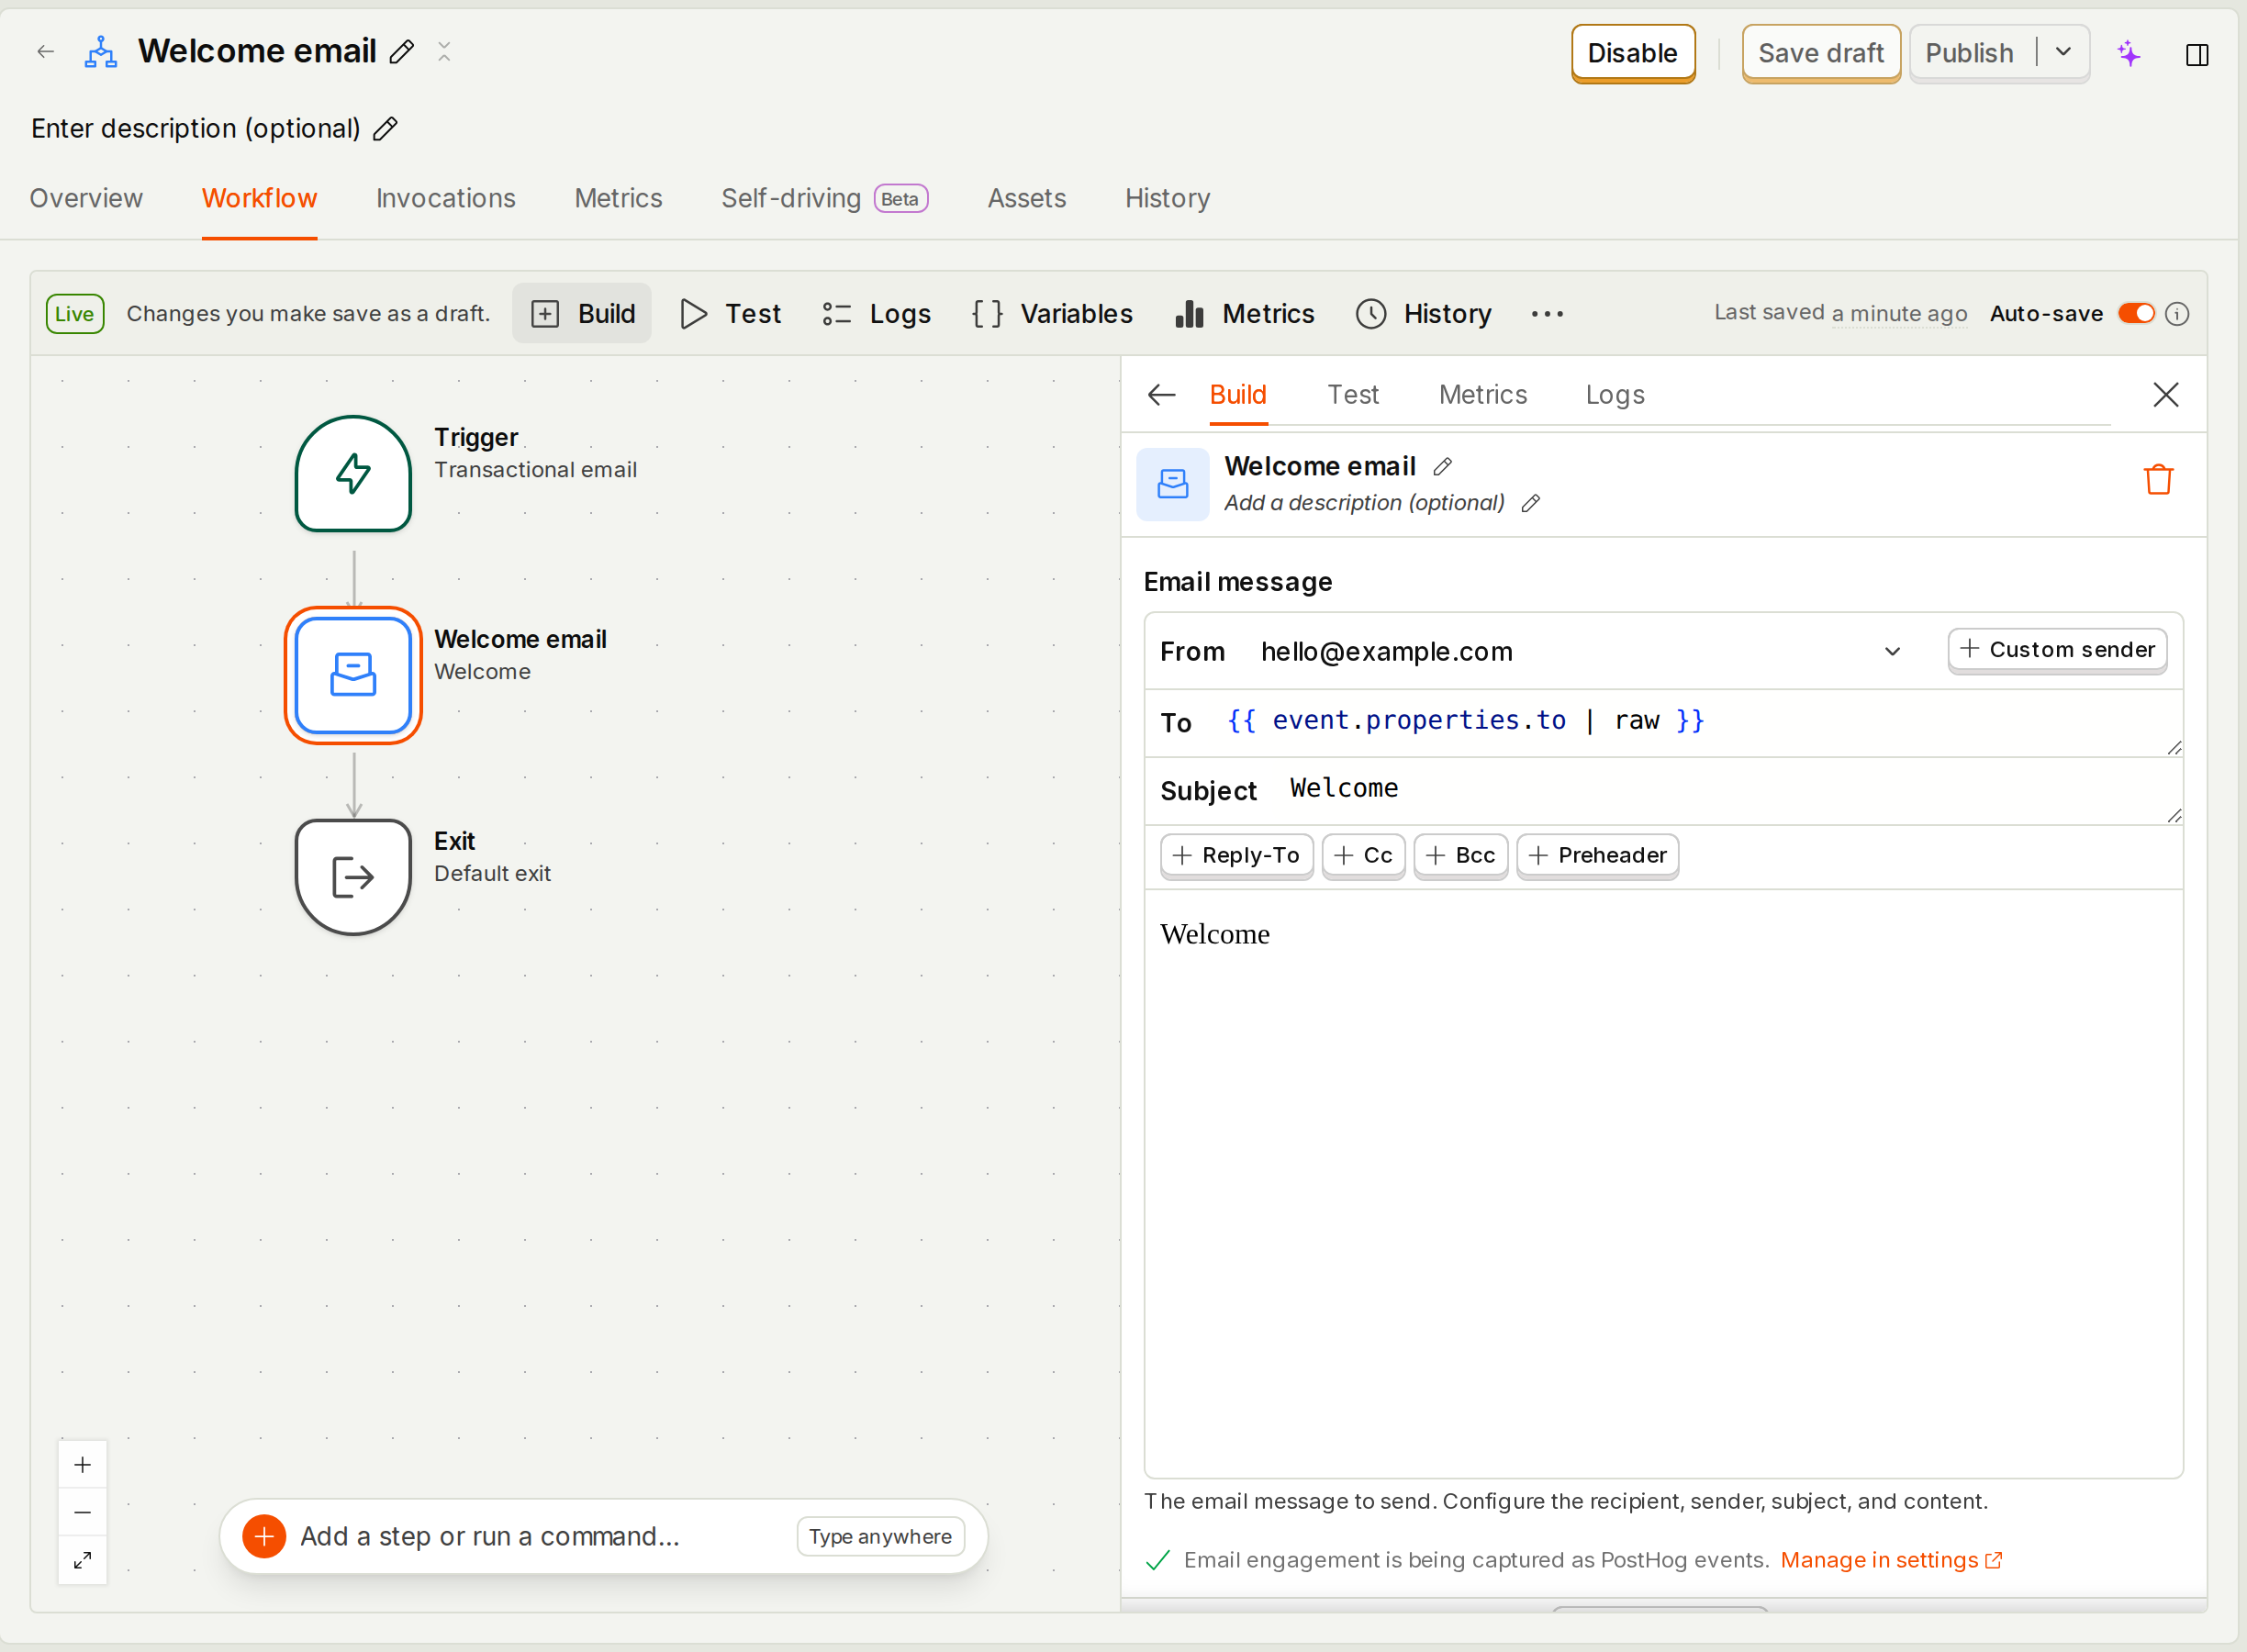 Welcome email
Disable
Save draft
Publish
Enter description (optional)
Overview
Workflow
Invocations
Metrics
Self-driving Beta
Assets
History
Live
Changes you make save as a draft.
Build
Test
Logs
Variables
Metrics
History
Last saved a minute ago
Auto-save
Trigger
Transactional email
Welcome email
Welcome
Exit
Default exit
Add a step or run a command...
Type anywhere
Build
Test
Metrics
Logs
Welcome email
Add a description (optional)
Email message
From hello@example.com
Custom sender
To {{ event.properties.to | raw }}
Subject Welcome
Reply-To
Cc
Bcc
Preheader
Welcome
The email message to send. Configure the recipient, sender, subject, and content.
Email engagement is being captured as PostHog events. Manage in settings